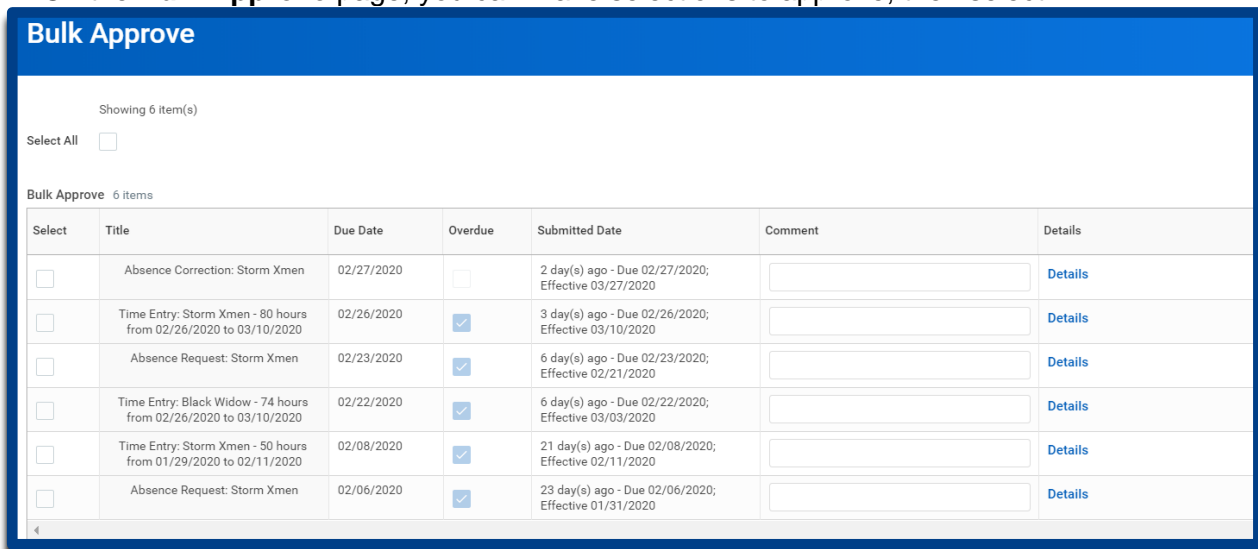 Bulk Approve
Showing 6 item(s)
Select All
Bulk Approve 6 items
Select Title Due Date Overdue Submitted Date Comment Details
Absence Correction: Storm Xmen 02/27/2020 2 day(s) ago - Due 02/27/2020; Details
Effective 03/27/2020
Time Entry: Storm Xmen - 80 hours 02/26/2020 3 day(s) ago - Due 02/26/2020; Details
from 02/26/2020 to 03/10/2020 Effective 03/10/2020
Absence Request: Storm Xmen 02/23/2020 6 day(s) ago - Due 02/23/2020; Details
Effective 02/21/2020
Time Entry: Black Widow - 74 hours 02/22/2020 6 day(s) ago - Due 02/22/2020; Details
from 02/26/2020 to 03/10/2020 Effective 03/03/2020
Time Entry: Storm Xmen - 50 hours 02/08/2020 21 day(s) ago - Due 02/08/2020; Details
from 01/29/2020 to 02/11/2020 Effective 02/11/2020
Absence Request: Storm Xmen 02/06/2020 23 day(s) ago - Due 02/06/2020; Details
Effective 01/31/2020